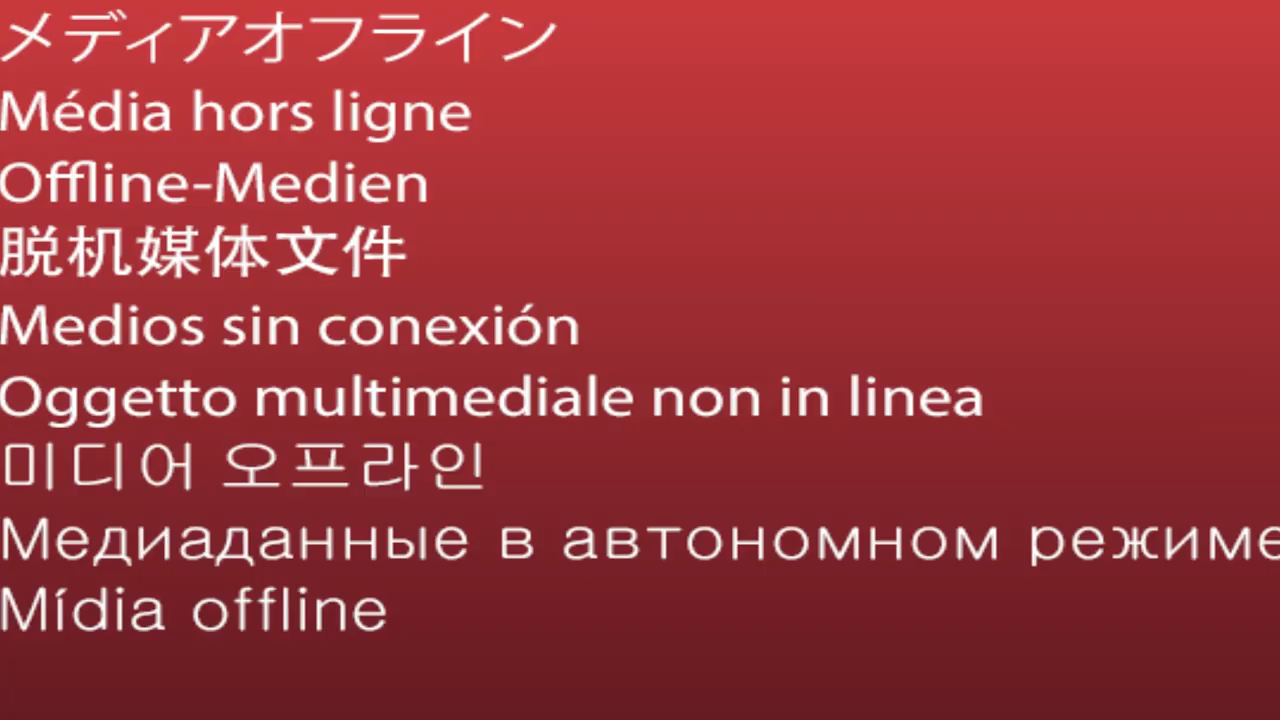 メディアオフライン
Média hors ligne
Offline-Medien
脱机媒体文件
Medios sin conexión
Oggetto multimediale non in linea
미디어 오프라인
Медиаданные в автономном режиме
Mídia offline